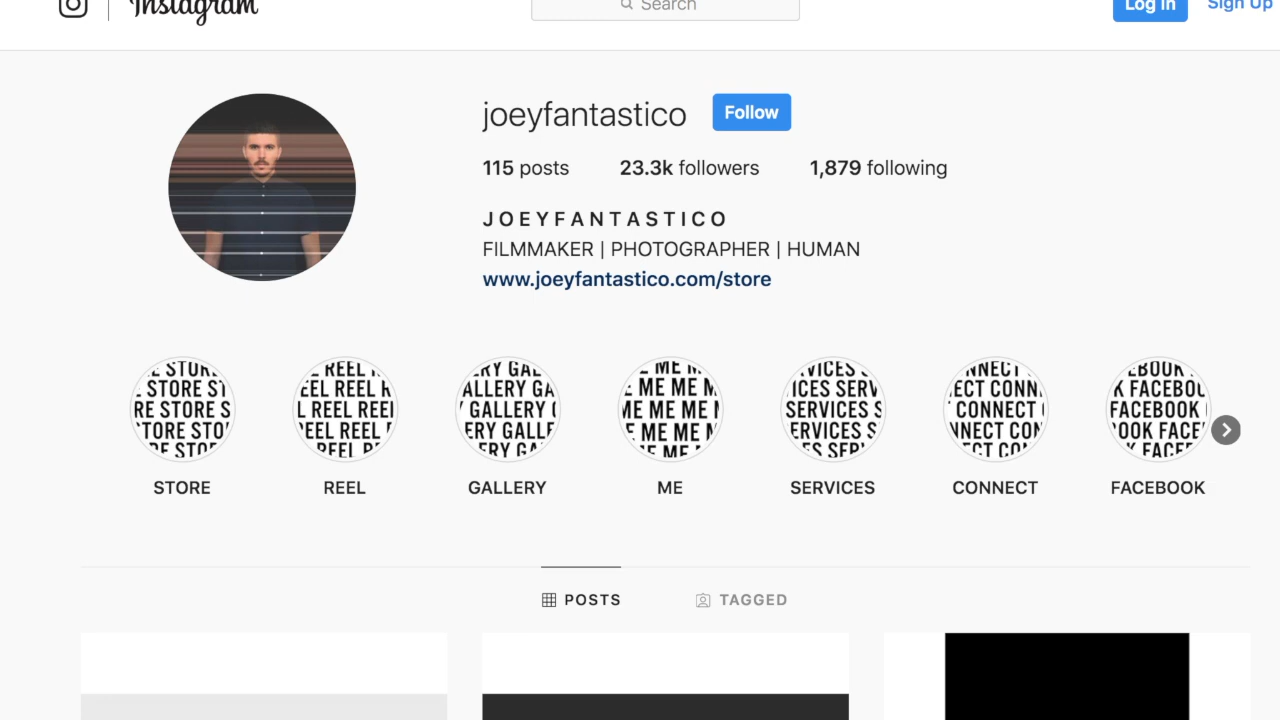 Instagram
Search
Log In
Sign Up
joeyfantastico
Follow
115 posts
23.3k followers
1,879 following
JOEYFANTASTICO
FILMMAKER | PHOTOGRAPHER | HUMAN
www.joeyfantastico.com/store
STORE
REEL
GALLERY
ME
SERVICES
CONNECT
FACEBOOK
POSTS
TAGGED